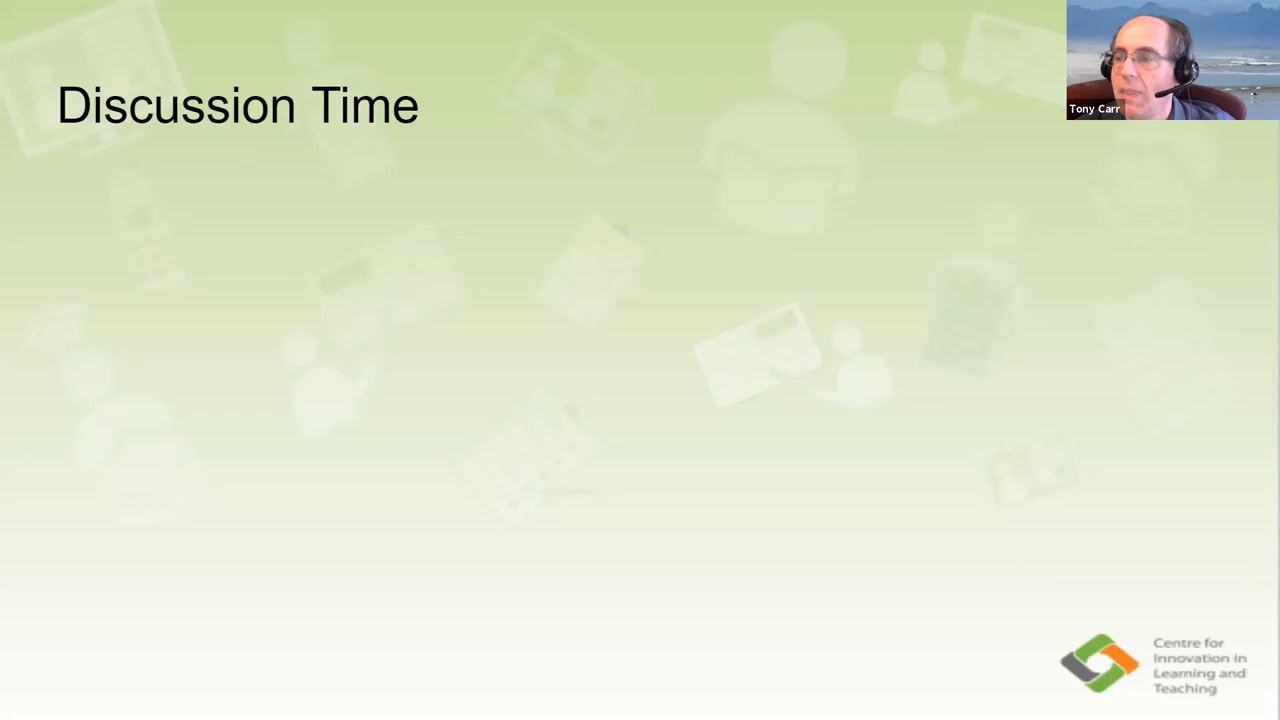 Discussion Time
Tony Carr
Centre for
Innovation in
Learning and
Teaching